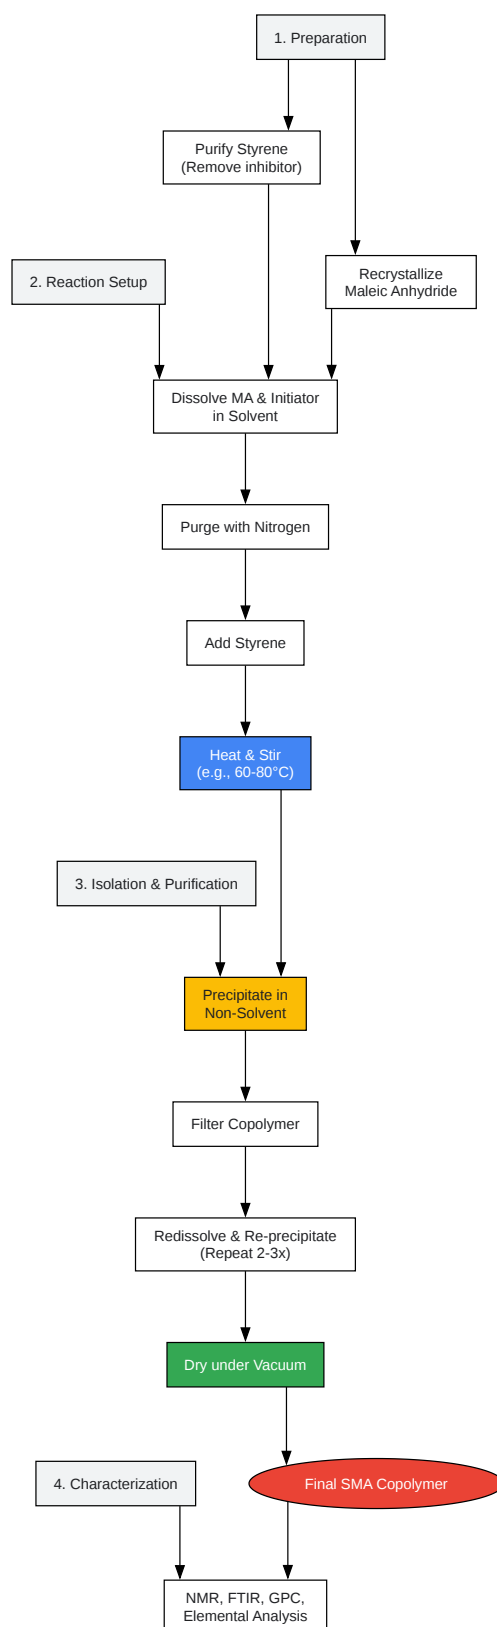 1. Preparation
Purify Styrene
(Remove inhibitor)
2. Reaction Setup
Recrystallize
Maleic Anhydride
Dissolve MA & Initiator
in Solvent
Purge with Nitrogen
Add Styrene
Heat & Stir
(e.g., 60-80°C)
3. Isolation & Purification
Precipitate in
Non-Solvent
Filter Copolymer
Redissolve & Re-precipitate
(Repeat 2-3x)
Dry under Vacuum
4. Characterization
Final SMA Copolymer
NMR, FTIR, GPC,
Elemental Analysis